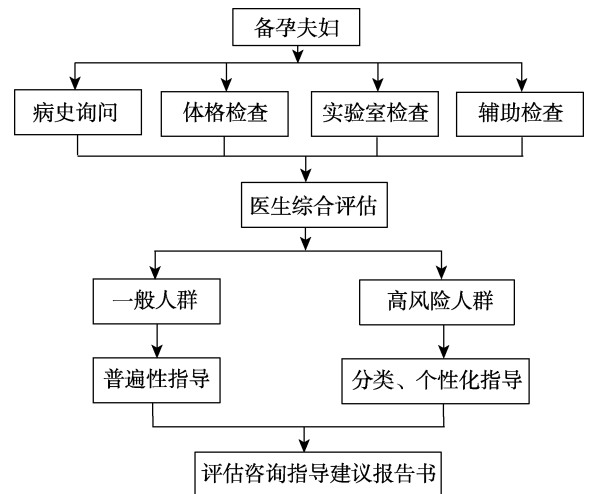 备孕夫妇
病史询问
体格检查
实验室检查
辅助检查
医生综合评估
一般人群
高风险人群
普遍性指导
分类、个性化指导
评估咨询指导建议报告书